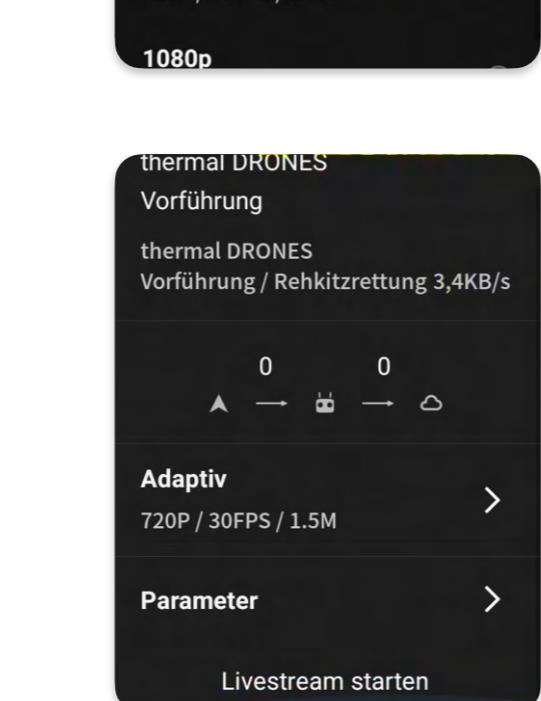 1080p
thermal DRONES
Vorführung
thermal DRONES
Vorführung / Rehkitzrettung 3,4KB/s
0 0
Adaptiv
720P / 30FPS / 1.5M
Parameter
Livestream starten